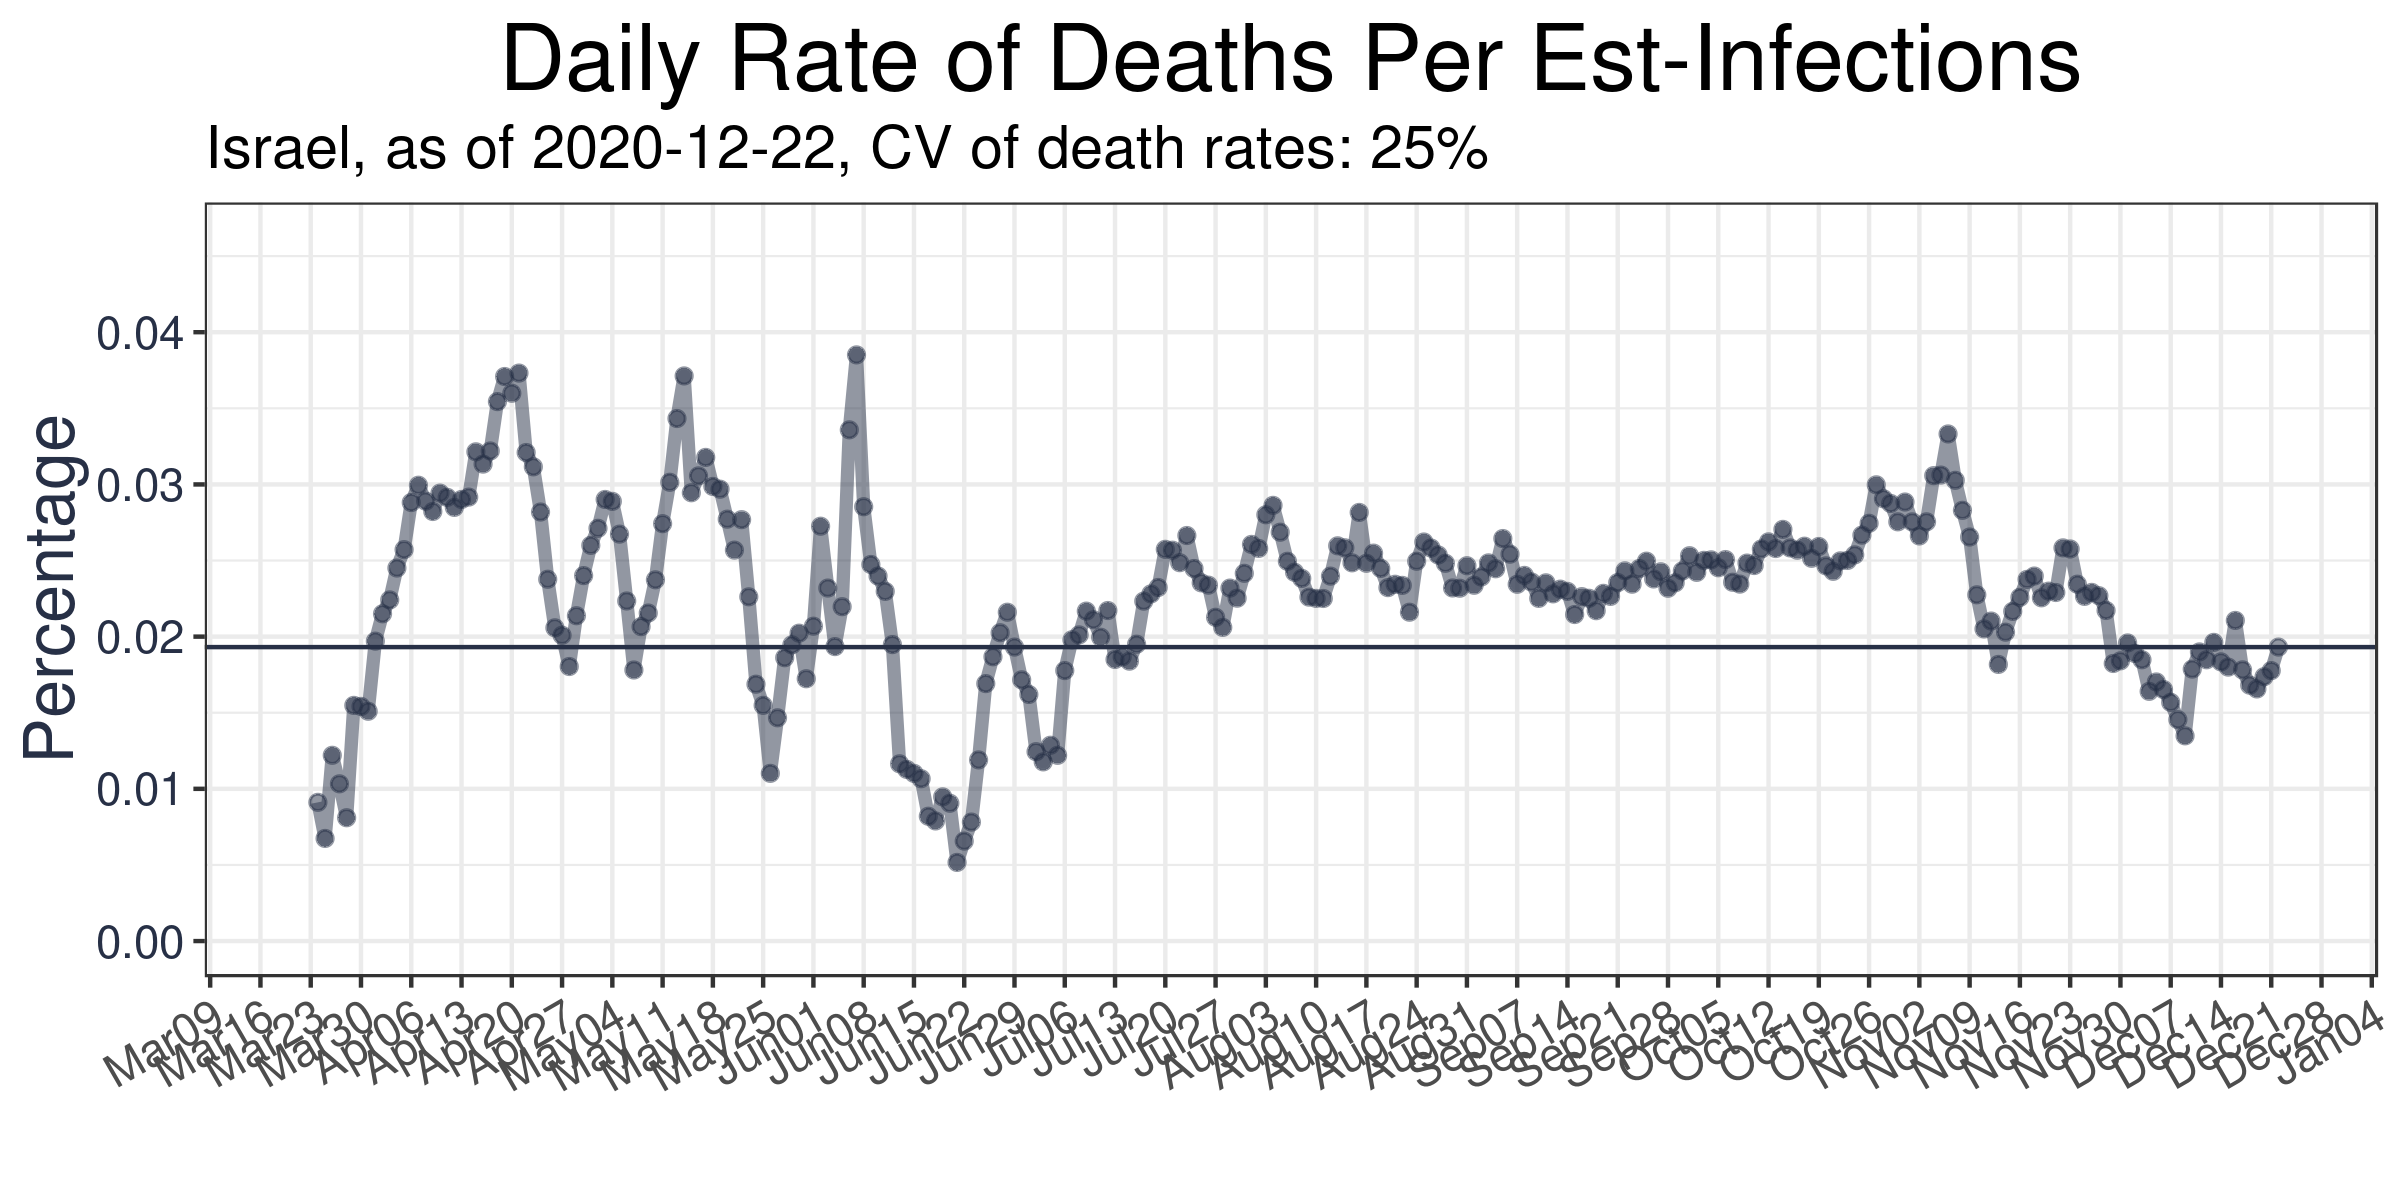 Daily Rate of Deaths Per Est-Infections
Israel, as of 2020-12-22, CV of death rates: 25%
Percentage
0.04
0.03
0.02
0.01
0.00
Mar09
Mar16
Mar23
Mar30
Apr06
Apr13
Apr20
Apr27
May04
May11
May18
May25
Jun01
Jun08
Jun15
Jun22
Jun29
Jul06
Jul13
Jul20
Jul27
Aug03
Aug10
Aug17
Aug24
Aug31
Sep07
Sep14
Sep21
Sep28
Oct05
Oct12
Oct19
Oct26
Nov02
Nov09
Nov16
Nov23
Nov30
Dec07
Dec14
Dec21
Dec28
Jan04